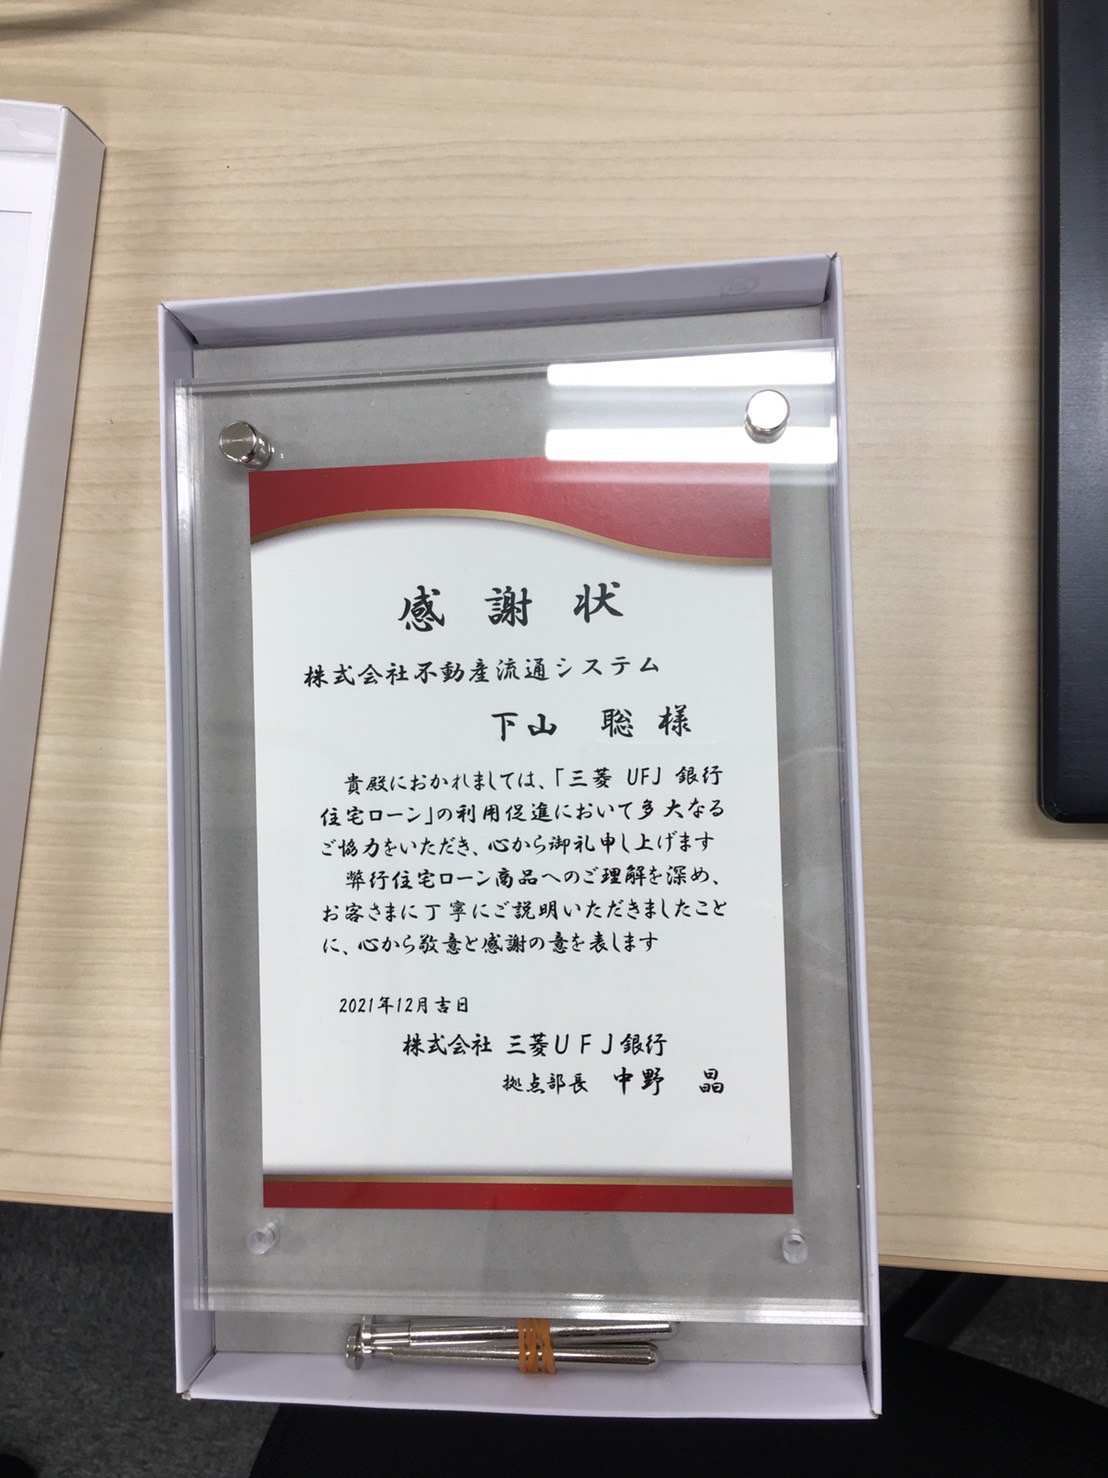 感謝状
株式会社不動産流通システム
下山 聡 様
貴殿におかれましては、「三菱 UFJ 銀行
住宅ローン」の利用促進において多大なる
ご協力をいただき、心から御礼申し上げます
弊行住宅ローン商品へのご理解を深め、
お客さまに丁寧にご説明いただきましたこと
に、心から敬意と感謝の意を表します
2021年12月吉日
株式会社 三菱UFJ銀行
拠点部長 中野 晶